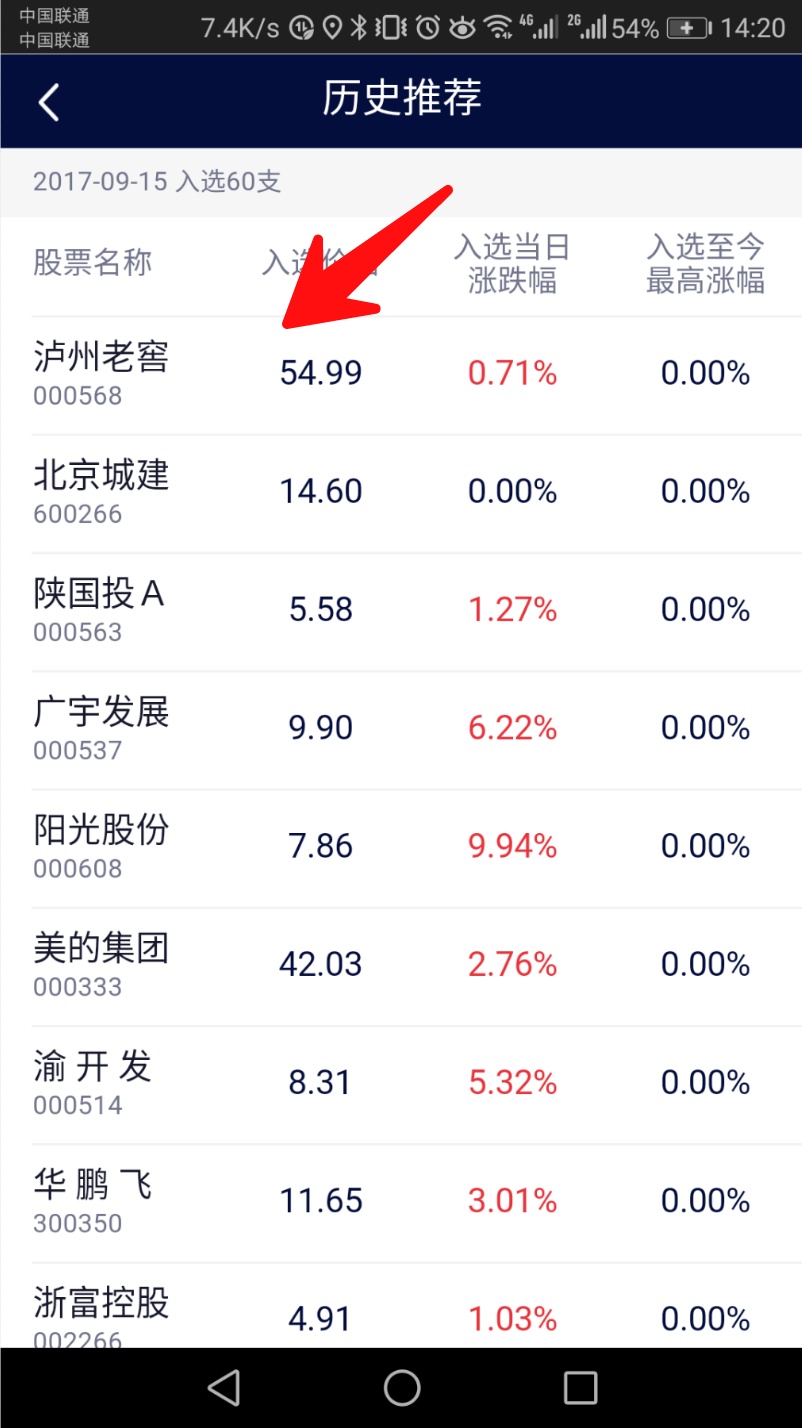 中国联通
中国联通
7.4K/s 4G 2G 54% 14:20
历史推荐
2017-09-15 入选60支
股票名称 入选价 入选当日 入选至今
涨跌幅 最高涨幅
泸州老窖
000568
54.99 0.71% 0.00%
北京城建
600266
14.60 0.00% 0.00%
陕国投A
000563
5.58 1.27% 0.00%
广宇发展
000537
9.90 6.22% 0.00%
阳光股份
000608
7.86 9.94% 0.00%
美的集团
000333
42.03 2.76% 0.00%
渝 开 发
000514
8.31 5.32% 0.00%
华 鹏 飞
300350
11.65 3.01% 0.00%
浙富控股
002266
4.91 1.03% 0.00%